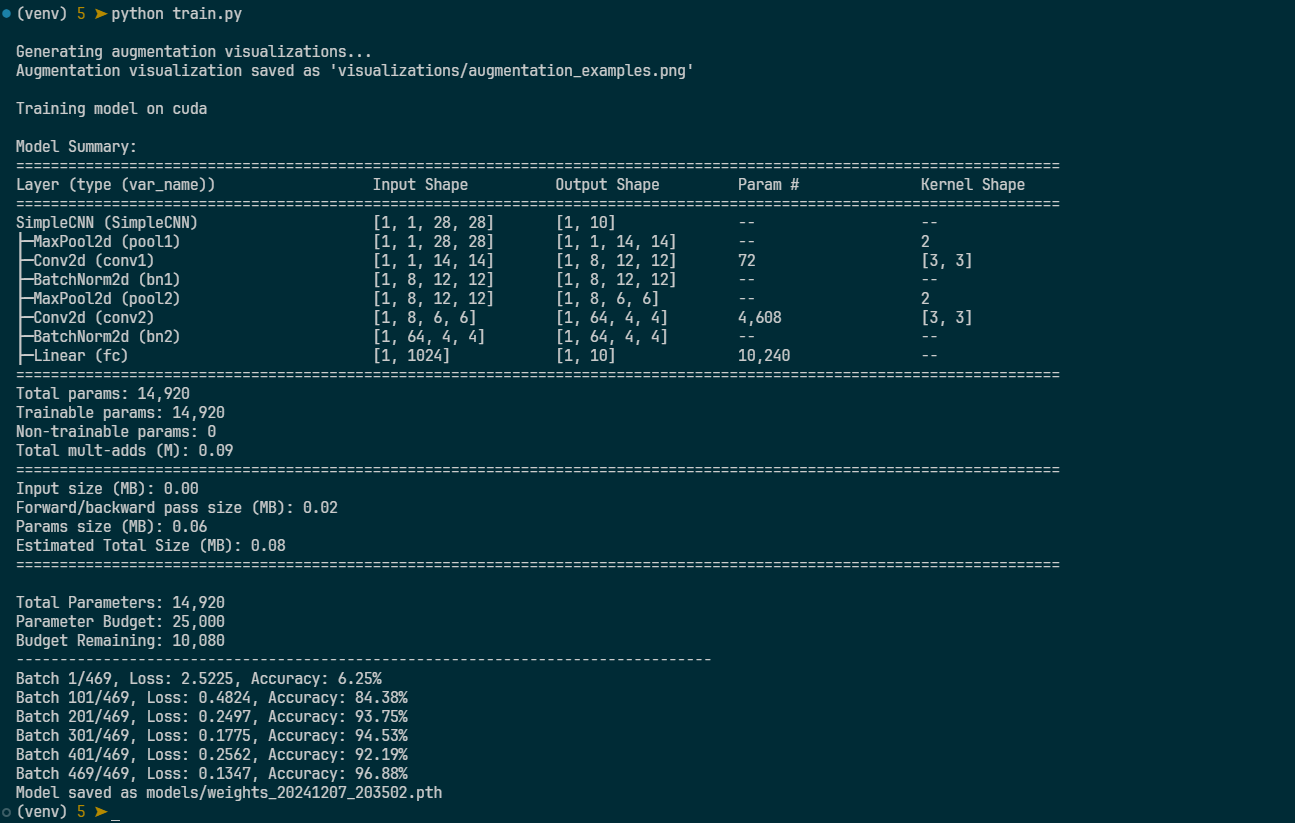 (venv) 5 ➤ python train.py
Generating augmentation visualizations...
Augmentation visualization saved as 'visualizations/augmentation_examples.png'
Training model on cuda
Model Summary:
========================================================================================================================
Layer (type (var_name)) Input Shape Output Shape Param # Kernel Shape
========================================================================================================================
SimpleCNN (SimpleCNN) [1, 1, 28, 28] [1, 10] -- --
├─MaxPool2d (pool1) [1, 1, 28, 28] [1, 1, 14, 14] -- 2
├─Conv2d (conv1) [1, 1, 14, 14] [1, 8, 12, 12] 72 [3, 3]
├─BatchNorm2d (bn1) [1, 8, 12, 12] [1, 8, 12, 12] -- --
├─MaxPool2d (pool2) [1, 8, 12, 12] [1, 8, 6, 6] -- 2
├─Conv2d (conv2) [1, 8, 6, 6] [1, 64, 4, 4] 4,608 [3, 3]
├─BatchNorm2d (bn2) [1, 64, 4, 4] [1, 64, 4, 4] -- --
├─Linear (fc) [1, 1024] [1, 10] 10,240 --
========================================================================================================================
Total params: 14,920
Trainable params: 14,920
Non-trainable params: 0
Total mult-adds (M): 0.09
========================================================================================================================
Input size (MB): 0.00
Forward/backward pass size (MB): 0.02
Params size (MB): 0.06
Estimated Total Size (MB): 0.08
========================================================================================================================
Total Parameters: 14,920
Parameter Budget: 25,000
Budget Remaining: 10,080
--------------------------------------------------------------------------------
Batch 1/469, Loss: 2.5225, Accuracy: 6.25%
Batch 101/469, Loss: 0.4824, Accuracy: 84.38%
Batch 201/469, Loss: 0.2497, Accuracy: 93.75%
Batch 301/469, Loss: 0.1775, Accuracy: 94.53%
Batch 401/469, Loss: 0.2562, Accuracy: 92.19%
Batch 469/469, Loss: 0.1347, Accuracy: 96.88%
Model saved as models/weights_20241207_203502.pth
(venv) 5 ➤ _